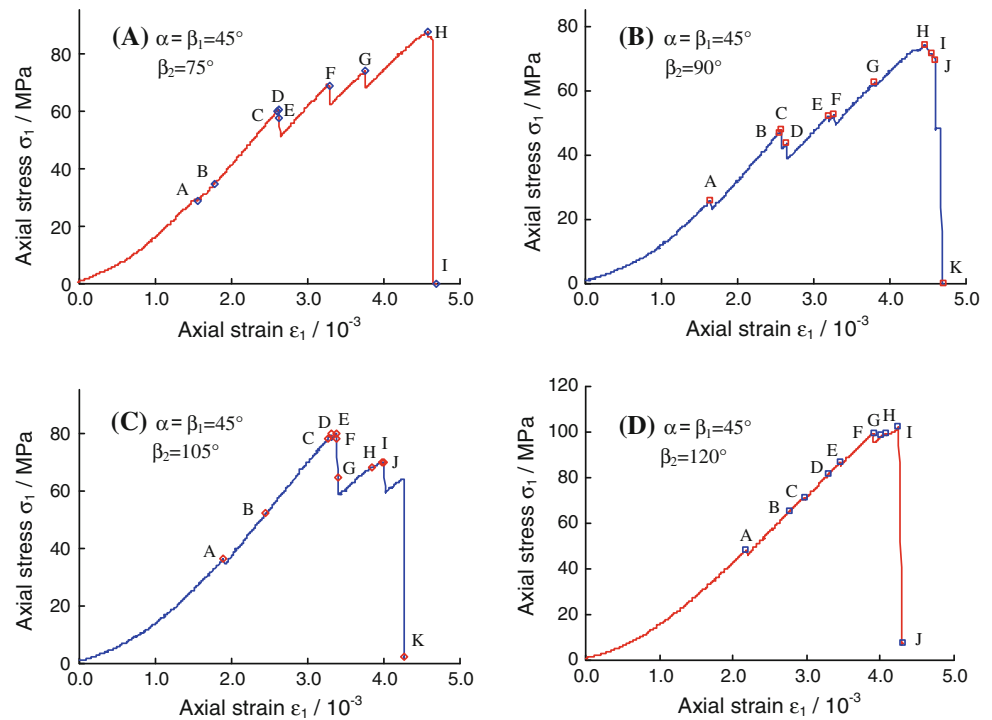 (A) α = β₁=45°
β₂=75°
Axial stress σ₁ / MPa
80
60
40
20
0
A
B
C
D
E
F
G
H
I
0.0 1.0 2.0 3.0 4.0 5.0
Axial strain ε₁ / 10⁻³
(B) α = β₁=45°
β₂=90°
Axial stress σ₁ / MPa
80
60
40
20
0
A
B
C
D
E
F
G
H
I
J
K
0.0 1.0 2.0 3.0 4.0 5.0
Axial strain ε₁ / 10⁻³
(C) α = β₁=45°
β₂=105°
Axial stress σ₁ / MPa
80
60
40
20
0
A
B
C
D
E
F
G
H
I
J
K
0.0 1.0 2.0 3.0 4.0 5.0
Axial strain ε₁ / 10⁻³
(D) α = β₁=45°
β₂=120°
Axial stress σ₁ / MPa
120
100
80
60
40
20
0
A
B
C
D
E
F
G
H
I
J
0.0 1.0 2.0 3.0 4.0 5.0
Axial strain ε₁ / 10⁻³